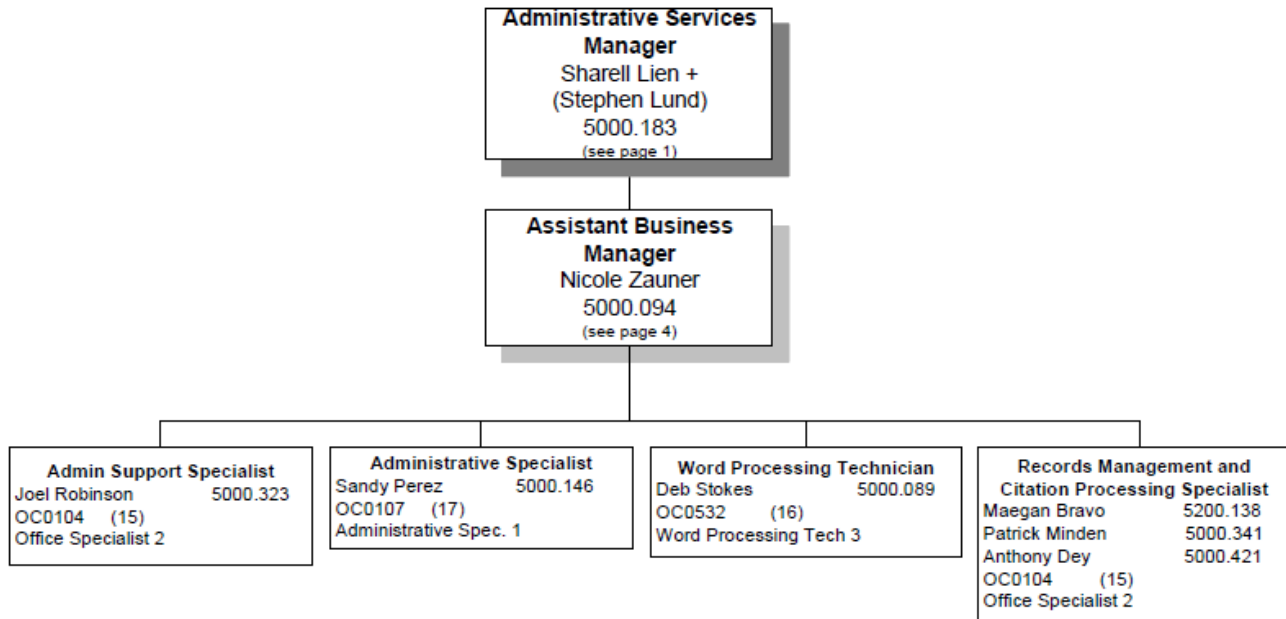 Administrative Services
Manager
Sharell Lien +
(Stephen Lund)
5000.183
(see page 1)
Assistant Business
Manager
Nicole Zauner
5000.094
(see page 4)
Admin Support Specialist
Joel Robinson 5000.323
OC0104 (15)
Office Specialist 2
Administrative Specialist
Sandy Perez 5000.146
OC0107 (17)
Administrative Spec. 1
Word Processing Technician
Deb Stokes 5000.089
OC0532 (16)
Word Processing Tech 3
Records Management and
Citation Processing Specialist
Maegan Bravo 5200.138
Patrick Minden 5000.341
Anthony Dey 5000.421
OC0104 (15)
Office Specialist 2